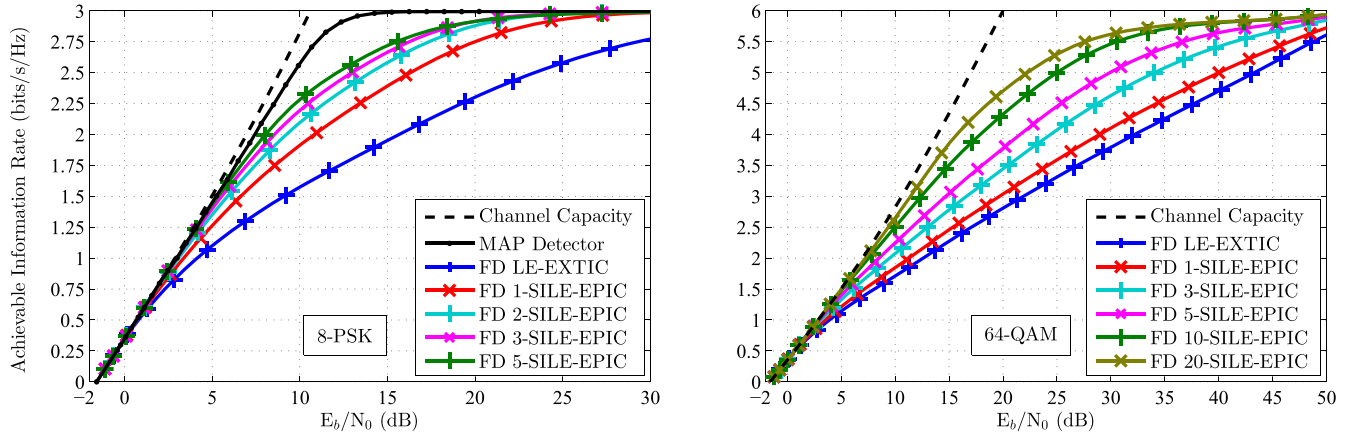 Achievable Information Rate (bits/s/Hz)
3
2.75
2.5
2.25
2
1.75
1.5
1.25
1
0.75
0.5
0.25
0
−2 0 5 10 15 20 25 30
E_b/N_0 (dB)
8-PSK
Channel Capacity
MAP Detector
FD LE-EXTIC
FD 1-SILE-EPIC
FD 2-SILE-EPIC
FD 3-SILE-EPIC
FD 5-SILE-EPIC
6
5.5
5
4.5
4
3.5
3
2.5
2
1.5
1
0.5
0
−2 0 5 10 15 20 25 30 35 40 45 50
E_b/N_0 (dB)
64-QAM
Channel Capacity
FD LE-EXTIC
FD 1-SILE-EPIC
FD 3-SILE-EPIC
FD 5-SILE-EPIC
FD 10-SILE-EPIC
FD 20-SILE-EPIC